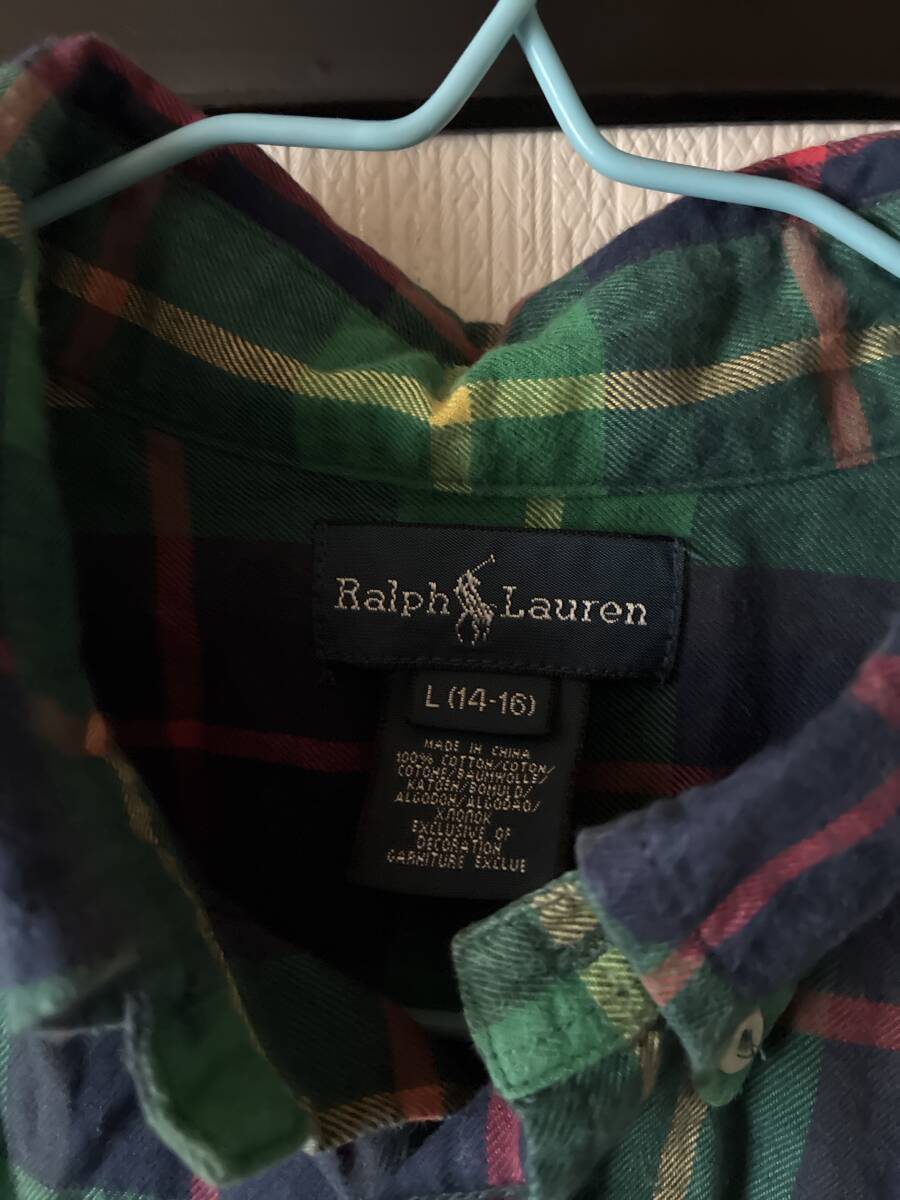 Ralph Lauren
L (14-16)
MADE IN CHINA
100% COTTON/COTON/
COTONE/BAUMWOLLE/
KATOEN/BOMULD/
ALGODON/ALGODAO/
ХЛОПОК
EXCLUSIVE OF
DECORATION
GARNITURE EXCLUE